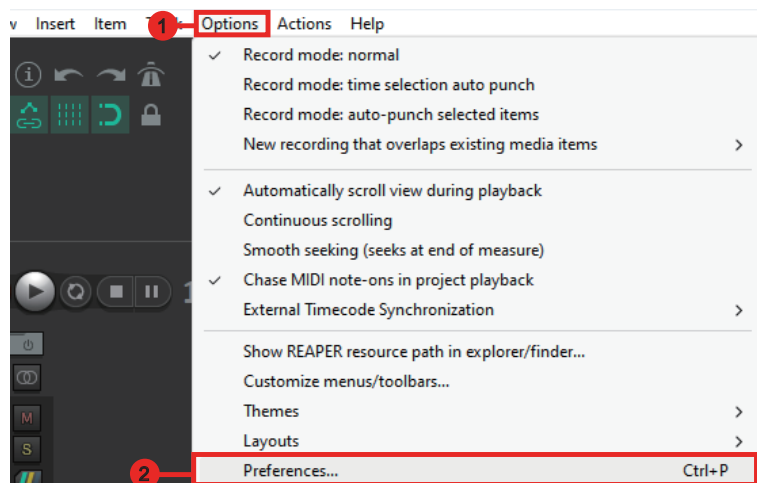 Insert Item Options Actions Help
1
Record mode: normal
Record mode: time selection auto punch
Record mode: auto-punch selected items
New recording that overlaps existing media items
Automatically scroll view during playback
Continuous scrolling
Smooth seeking (seeks at end of measure)
Chase MIDI note-ons in project playback
External Timecode Synchronization
Show REAPER resource path in explorer/finder...
Customize menus/toolbars...
Themes
M
Layouts
S
2
Preferences... Ctrl+P